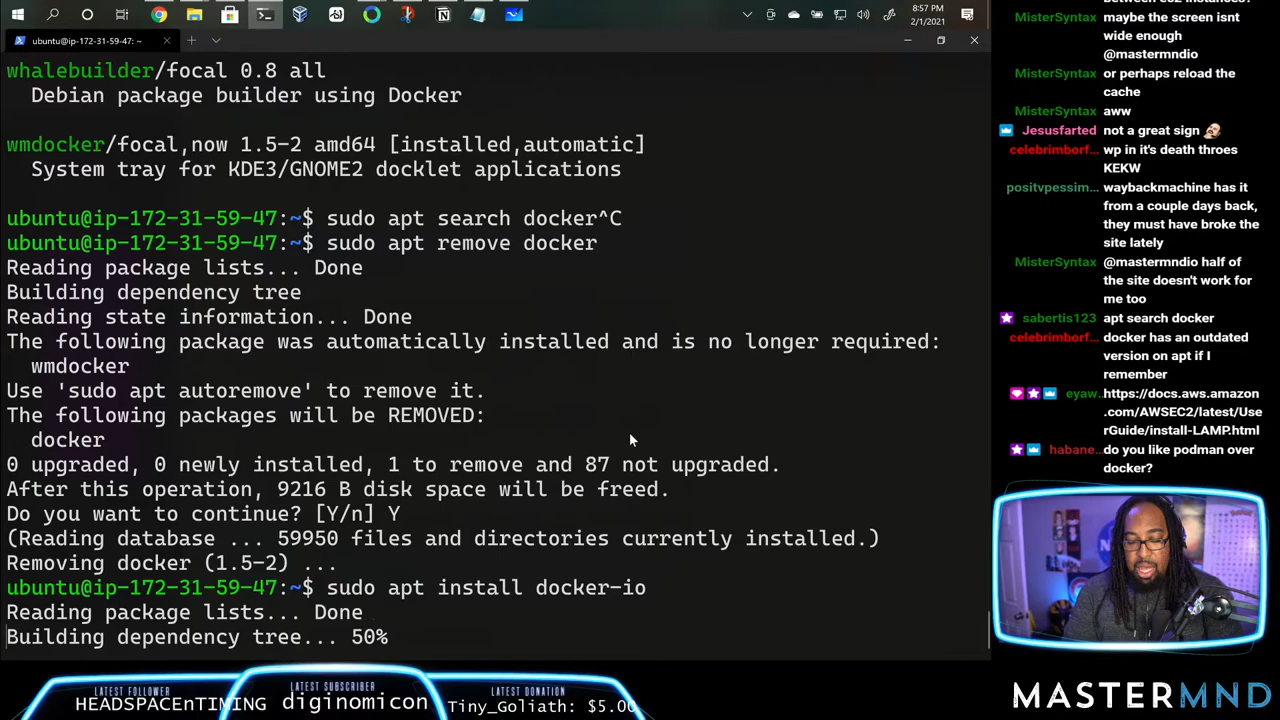 8:57 PM
2/1/2021
ubuntu@ip-172-31-59-47: ~
whalebuilder/focal 0.8 all
Debian package builder using Docker
wmdocker/focal,now 1.5-2 amd64 [installed,automatic]
System tray for KDE3/GNOME2 docklet applications
ubuntu@ip-172-31-59-47:~$ sudo apt search docker^C
ubuntu@ip-172-31-59-47:~$ sudo apt remove docker
Reading package lists... Done
Building dependency tree
Reading state information... Done
The following package was automatically installed and is no longer required:
wmdocker
Use 'sudo apt autoremove' to remove it.
The following packages will be REMOVED:
docker
0 upgraded, 0 newly installed, 1 to remove and 87 not upgraded.
After this operation, 9216 B disk space will be freed.
Do you want to continue? [Y/n] Y
(Reading database ... 59950 files and directories currently installed.)
Removing docker (1.5-2) ...
ubuntu@ip-172-31-59-47:~$ sudo apt install docker-io
Reading package lists... Done
Building dependency tree... 50%
MisterSyntax
maybe the screen isnt
wide enough
@mastermndio
MisterSyntax or perhaps reload the
cache
MisterSyntax aww
Jesusfarted not a great sign
celebrimborf... wp in it's death throes
KEKW
positvpessim... waybackmachine has it
from a couple days back,
they must have broke the
site lately
MisterSyntax @mastermndio half of
the site doesn't work for
me too
sabertis123 apt search docker
celebrimborf... docker has an outdated
version on apt if I
remember
eyaw... https://docs.aws.amazon
.com/AWSEC2/latest/Use
rGuide/install-LAMP.html
habane... do you like podman over
docker?
LATEST FOLLOWER
HEADSPACEnTIMING
LATEST SUBSCRIBER
diginomicon
LATEST DONATION
Tiny_Goliath: $5.00
MASTERMND